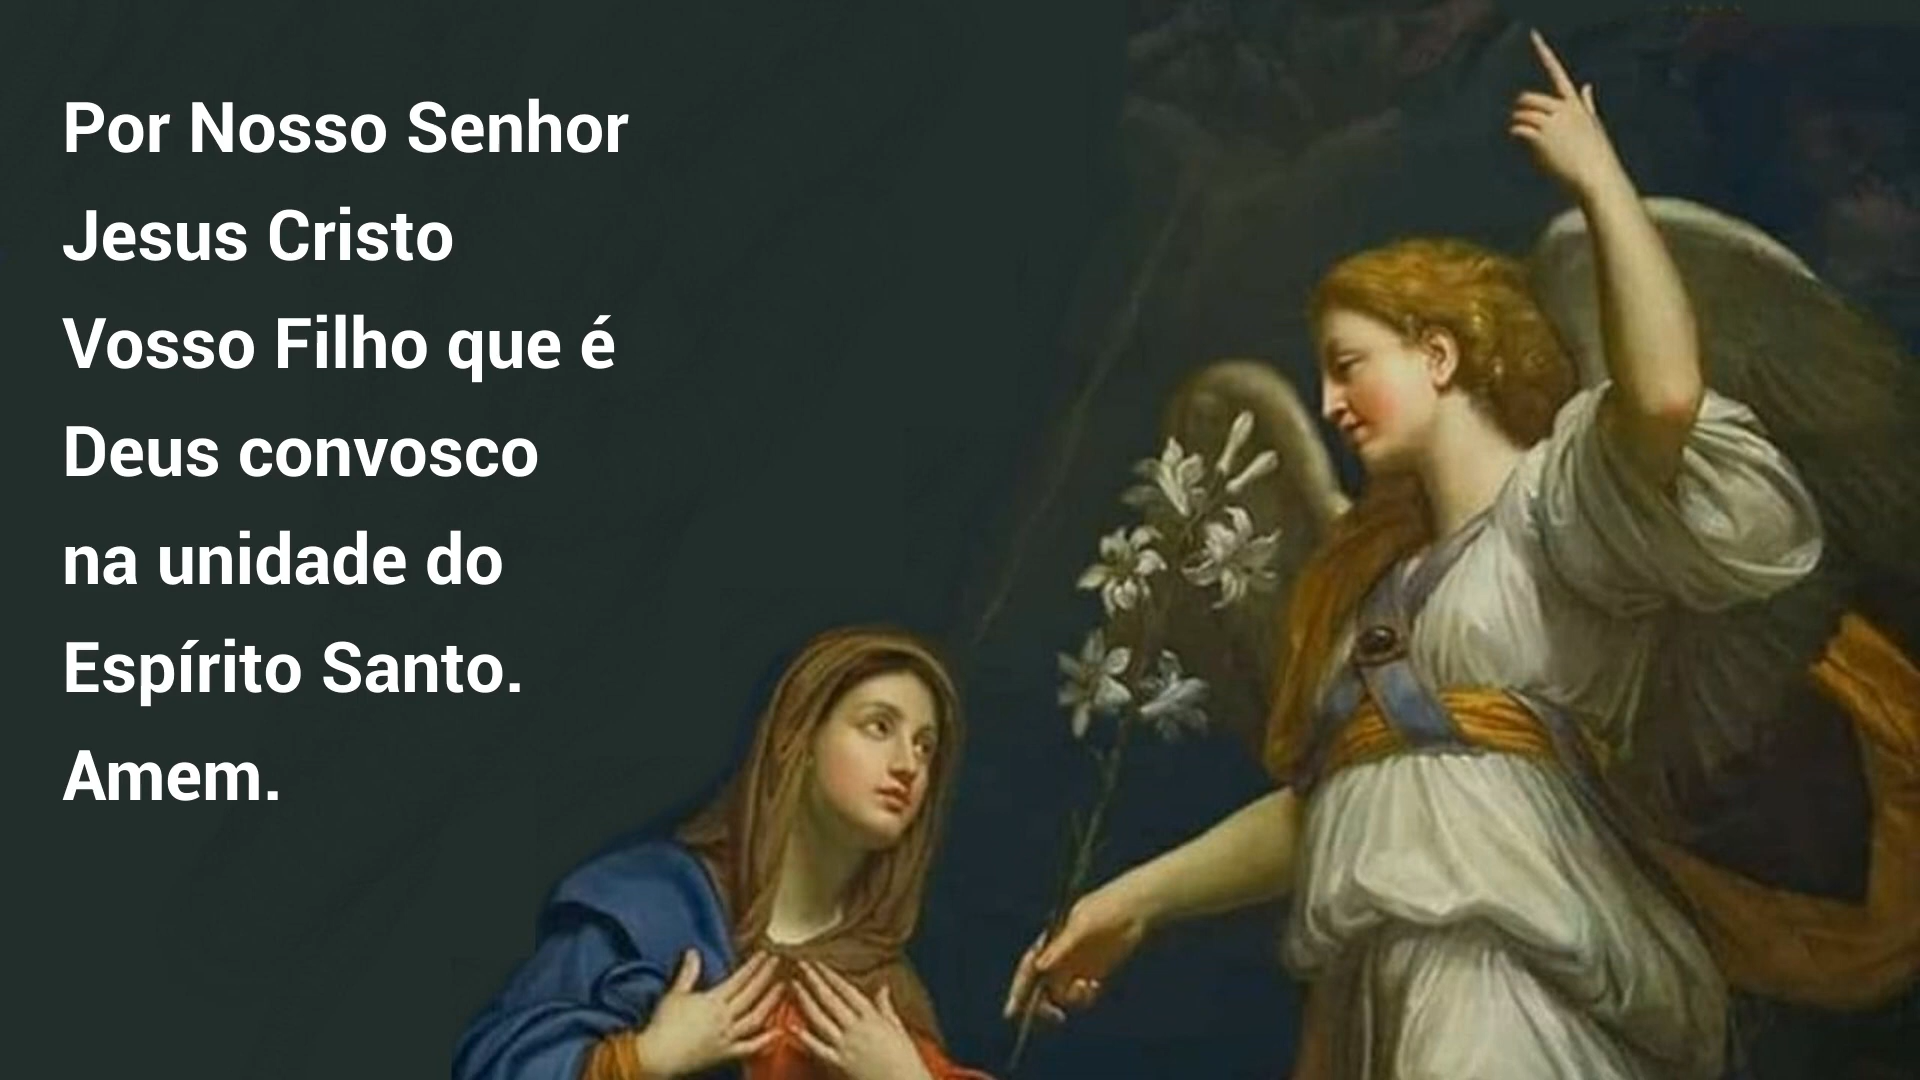 Por Nosso Senhor
Jesus Cristo
Vosso Filho que é
Deus convosco
na unidade do
Espírito Santo.
Amem.